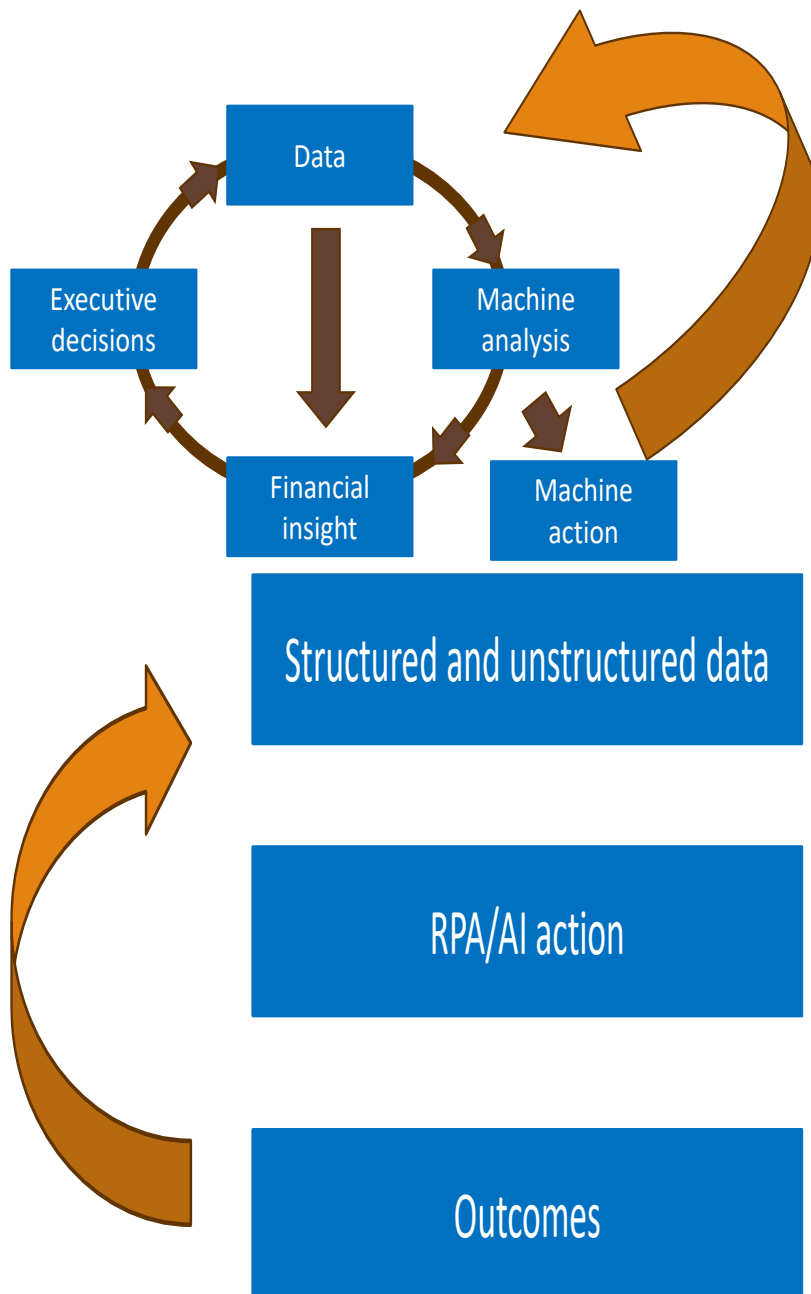 Data
Executive
decisions
Machine
analysis
Financial
insight
Machine
action
Structured and unstructured data
RPA/AI action
Outcomes